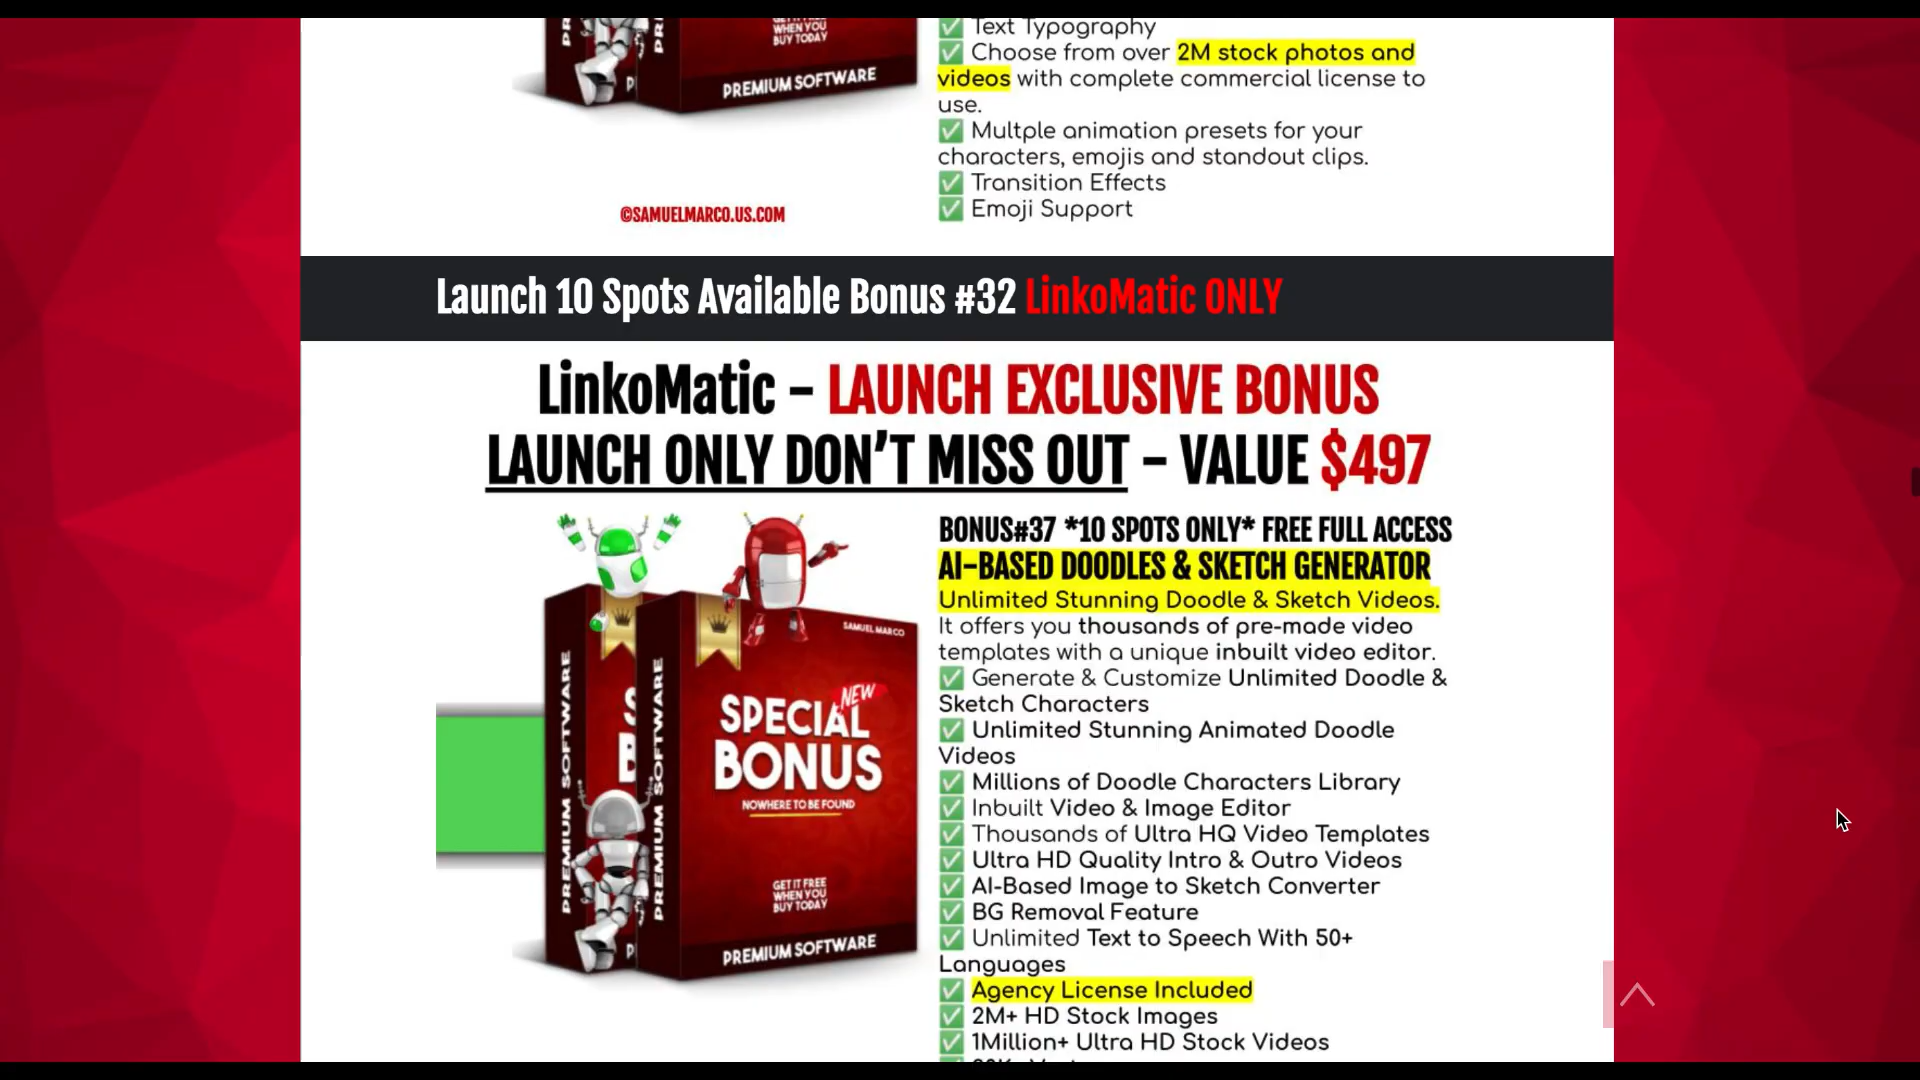 GET IT FREE
WHEN YOU
BUY TODAY
PREMIUM SOFTWARE
©SAMUELMARCO.US.COM
✅ Text Typography
✅ Choose from over 2M stock photos and
videos with complete commercial license to
use.
✅ Multple animation presets for your
characters, emojis and standout clips.
✅ Transition Effects
✅ Emoji Support
Launch 10 Spots Available Bonus #32 LinkoMatic ONLY
LinkoMatic – LAUNCH EXCLUSIVE BONUS
LAUNCH ONLY DON’T MISS OUT – VALUE $497
PREMIUM SOFTWARE
PREMIUM SOFTWARE
SAMUEL MARCO
NEW
SPECIAL
BONUS
NOWHERE TO BE FOUND
GET IT FREE
WHEN YOU
BUY TODAY
PREMIUM SOFTWARE
BONUS#37 *10 SPOTS ONLY* FREE FULL ACCESS
AI-BASED DOODLES & SKETCH GENERATOR
Unlimited Stunning Doodle & Sketch Videos.
It offers you thousands of pre-made video
templates with a unique inbuilt video editor.
✅ Generate & Customize Unlimited Doodle &
Sketch Characters
✅ Unlimited Stunning Animated Doodle
Videos
✅ Millions of Doodle Characters Library
✅ Inbuilt Video & Image Editor
✅ Thousands of Ultra HQ Video Templates
✅ Ultra HD Quality Intro & Outro Videos
✅ AI-Based Image to Sketch Converter
✅ BG Removal Feature
✅ Unlimited Text to Speech With 50+
Languages
✅ Agency License Included
✅ 2M+ HD Stock Images
✅ 1Million+ Ultra HD Stock Videos